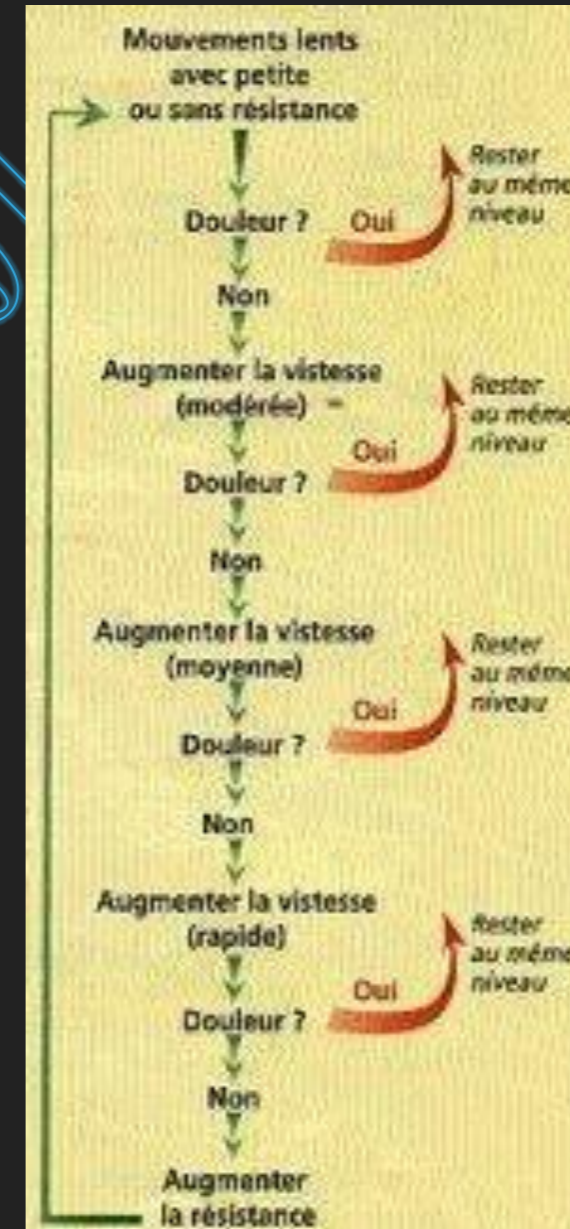 Mouvements lents
avec petite
ou sans résistance
Rester
au même
niveau
Douleur ?
Oui
Non
Augmenter la vistesse
(modérée)
Rester
au même
niveau
Oui
Douleur ?
Non
Augmenter la vistesse
(moyenne)
Rester
au même
niveau
Oui
Douleur ?
Non
Augmenter la vistesse
(rapide)
Rester
au même
niveau
Oui
Douleur ?
Non
Augmenter
la résistance